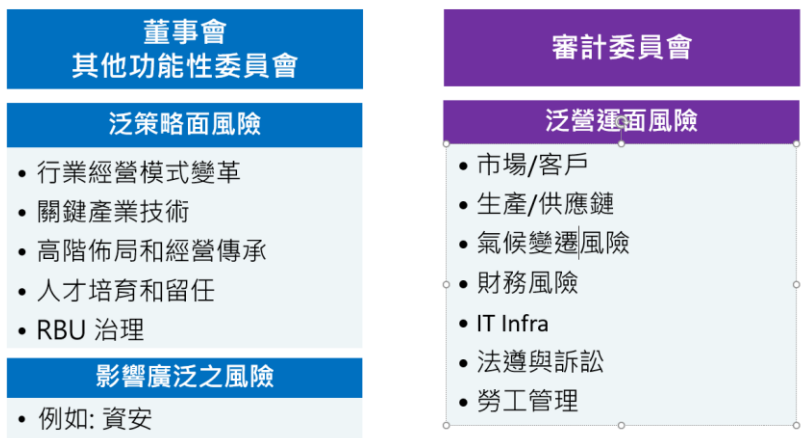 董事會
其他功能性委員會
泛策略面風險
• 行業經營模式變革
• 關鍵產業技術
• 高階佈局和經營傳承
• 人才培育和留任
• RBU 治理
影響廣泛之風險
• 例如: 資安
審計委員會
泛營運面風險
• 市場/客戶
• 生產/供應鏈
• 氣候變遷風險
• 財務風險
• IT Infra
• 法遵與訴訟
• 勞工管理